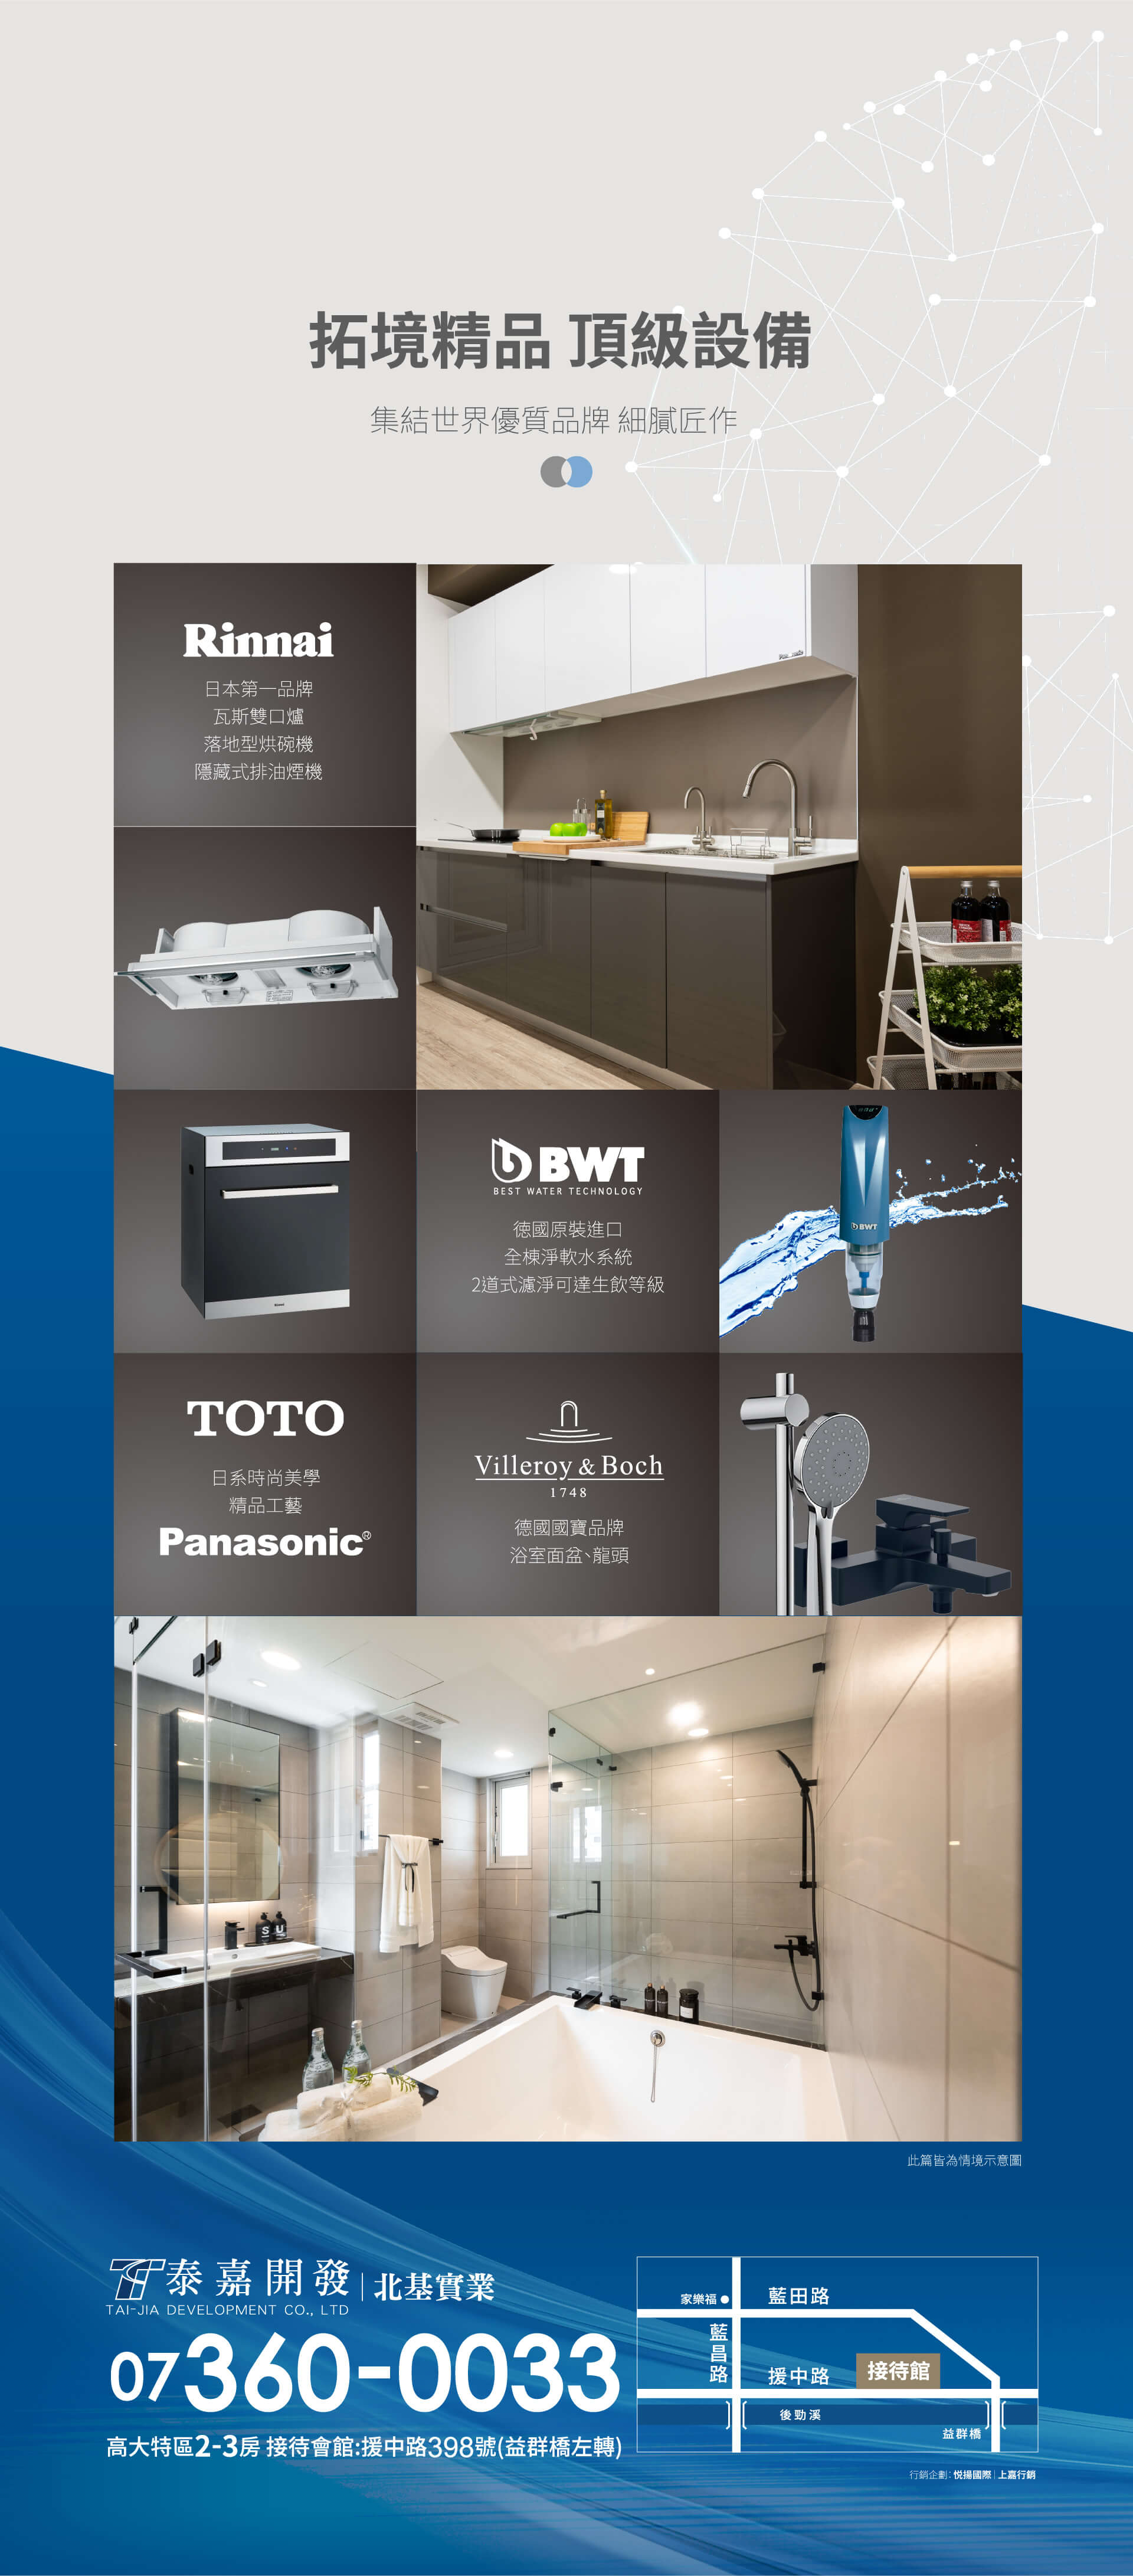 拓境精品 頂級設備
集結世界優質品牌 細膩匠作
Rinnai
日本第一品牌
瓦斯雙口爐
落地型烘碗機
隱藏式排油煙機
BWT
BEST WATER TECHNOLOGY
德國原裝進口
全棟淨軟水系統
2道式濾淨可達生飲等級
BWT
TOTO
日系時尚美學
精品工藝
Panasonic®
Villeroy & Boch
1748
德國國寶品牌
浴室面盆、龍頭
此篇皆為情境示意圖
泰嘉開發|北基實業
TAI-JIA DEVELOPMENT CO., LTD
07360-0033
高大特區2-3房 接待會館:援中路398號(益群橋左轉)
家樂福
藍田路
藍昌路
援中路
接待館
後勁溪
益群橋
行銷企劃: 悦揚國際|上嘉行銷